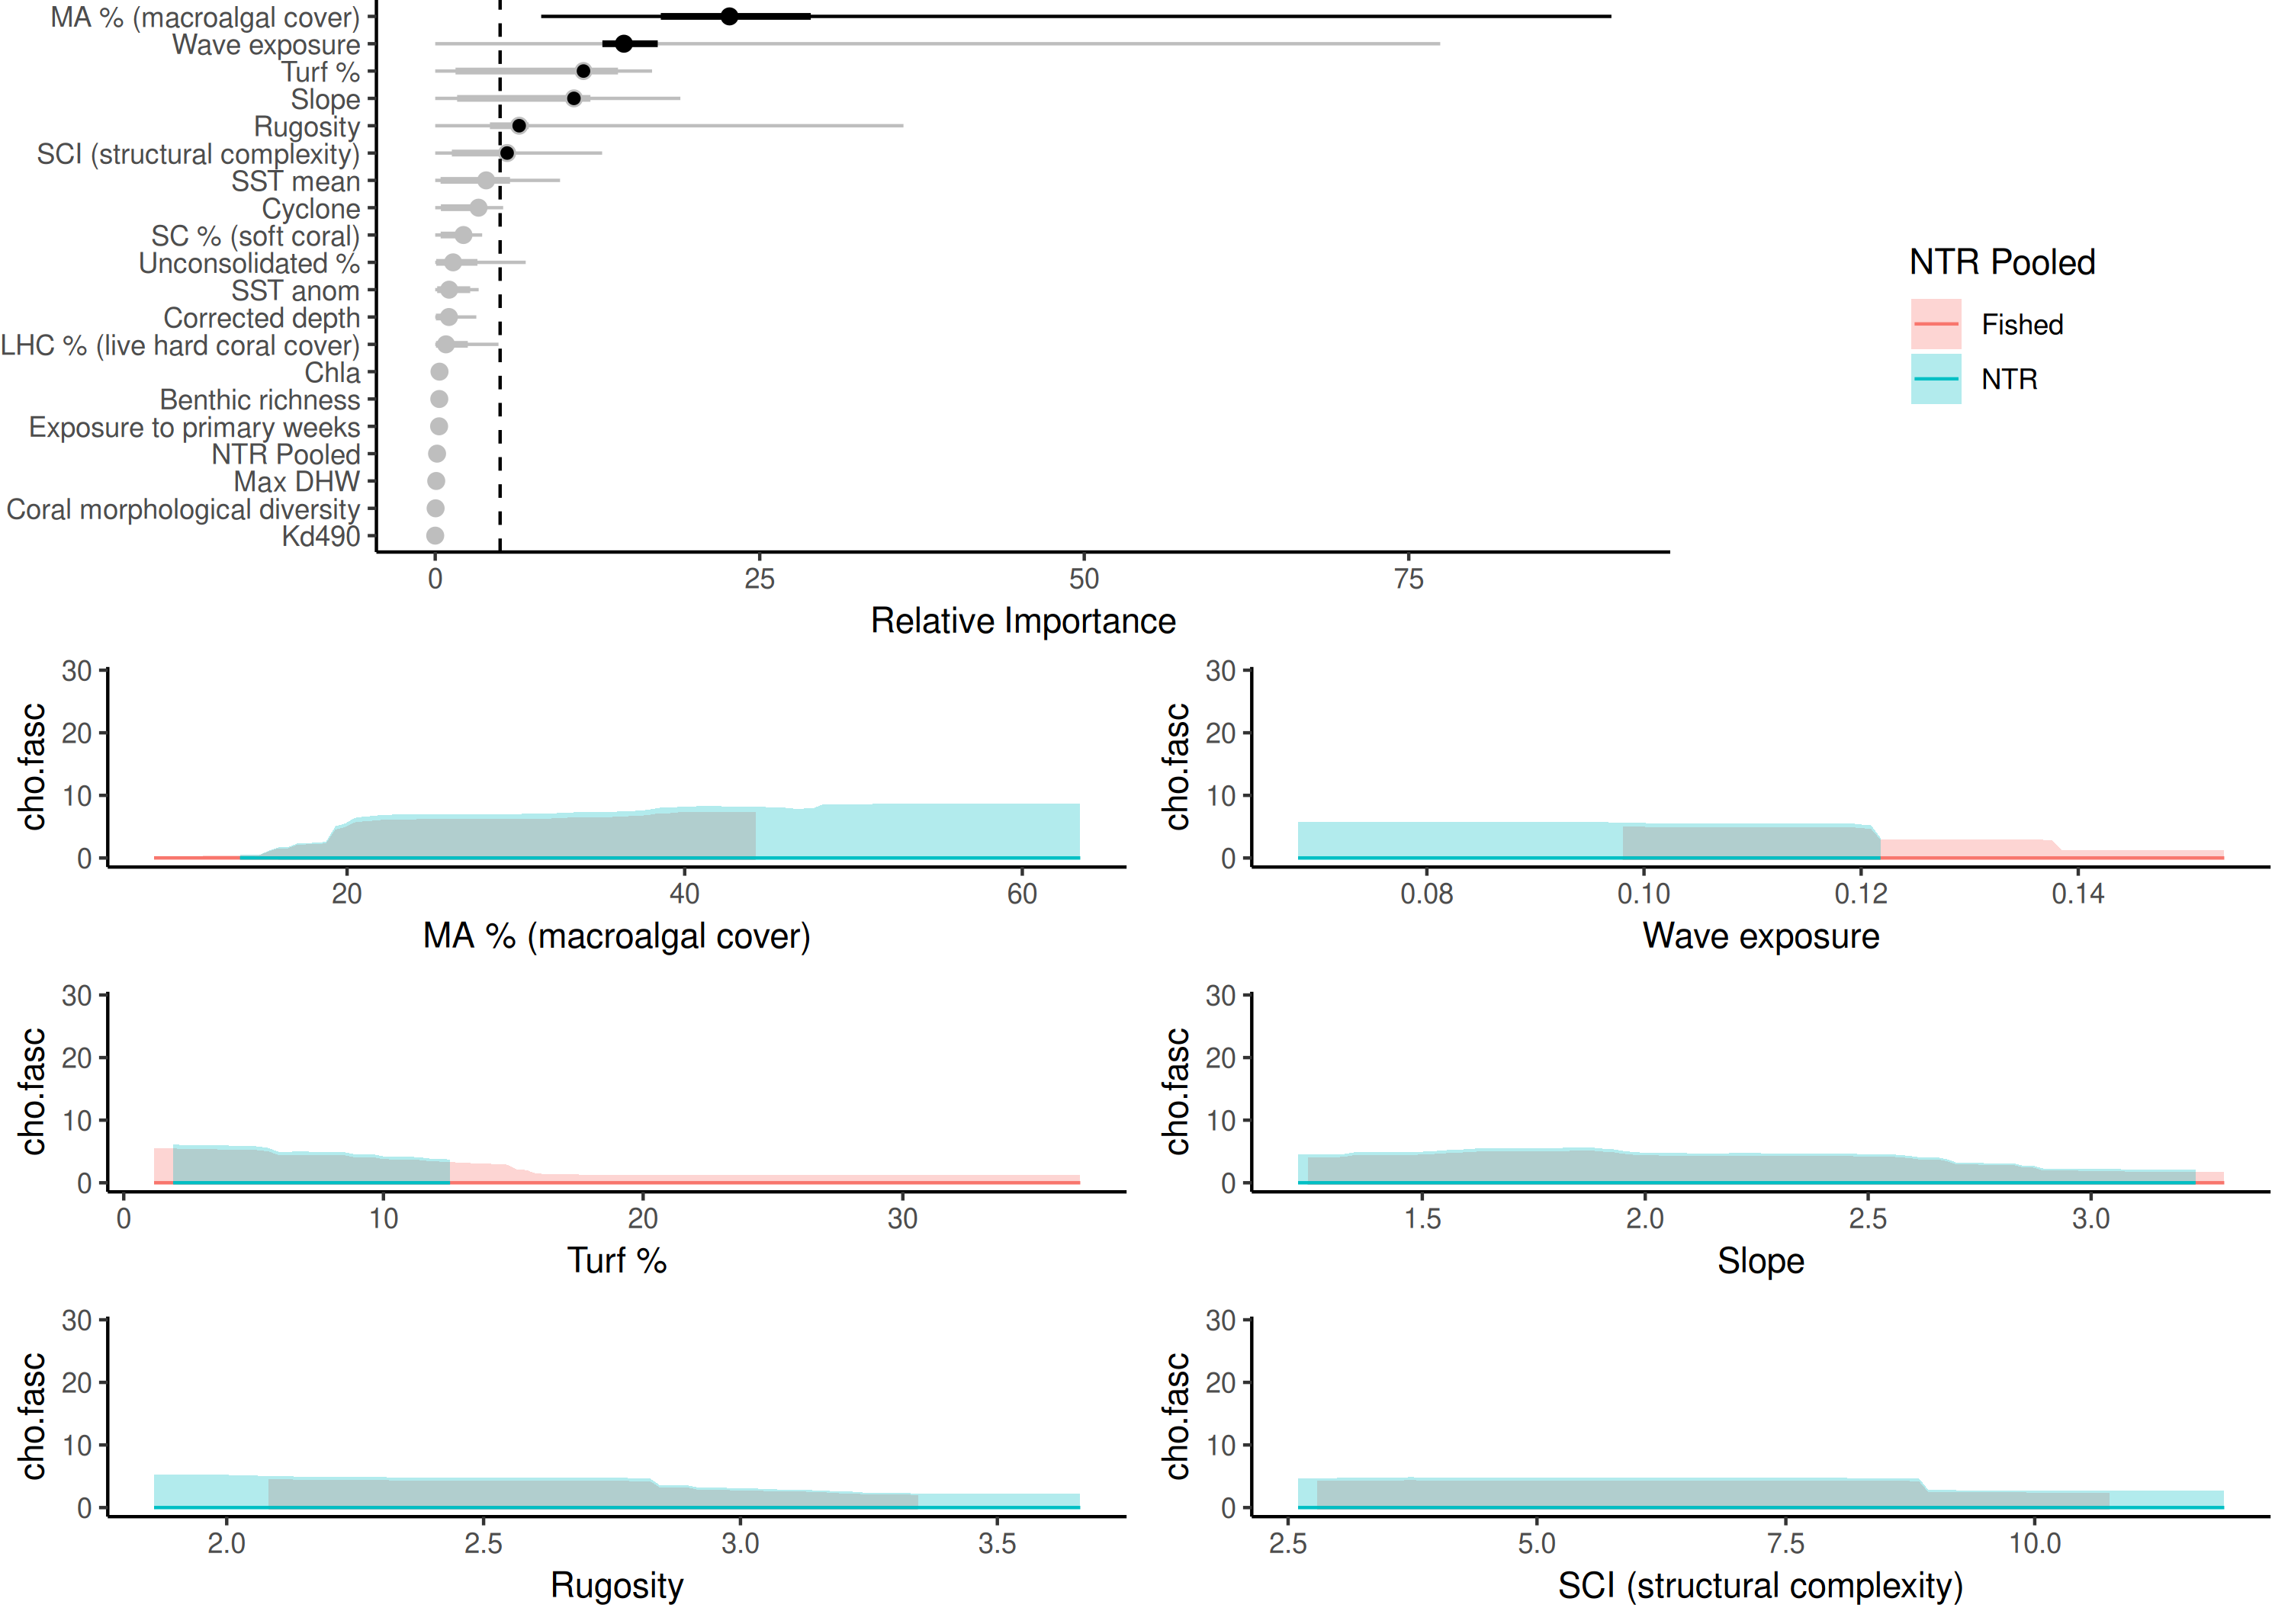 MA % (macroalgal cover)
Wave exposure
Turf %
Slope
Rugosity
SCI (structural complexity)
SST mean
Cyclone
SC % (soft coral)
Unconsolidated %
SST anom
Corrected depth
LHC % (live hard coral cover)
Chla
Benthic richness
Exposure to primary weeks
NTR Pooled
Max DHW
Coral morphological diversity
Kd490
0 25 50 75
Relative Importance
NTR Pooled
Fished
NTR
30
20
10
0
cho.fasc
20 40 60
MA % (macroalgal cover)
30
20
10
0
cho.fasc
0.08 0.10 0.12 0.14
Wave exposure
30
20
10
0
cho.fasc
0 10 20 30
Turf %
30
20
10
0
cho.fasc
1.5 2.0 2.5 3.0
Slope
30
20
10
0
cho.fasc
2.0 2.5 3.0 3.5
Rugosity
30
20
10
0
cho.fasc
2.5 5.0 7.5 10.0
SCI (structural complexity)